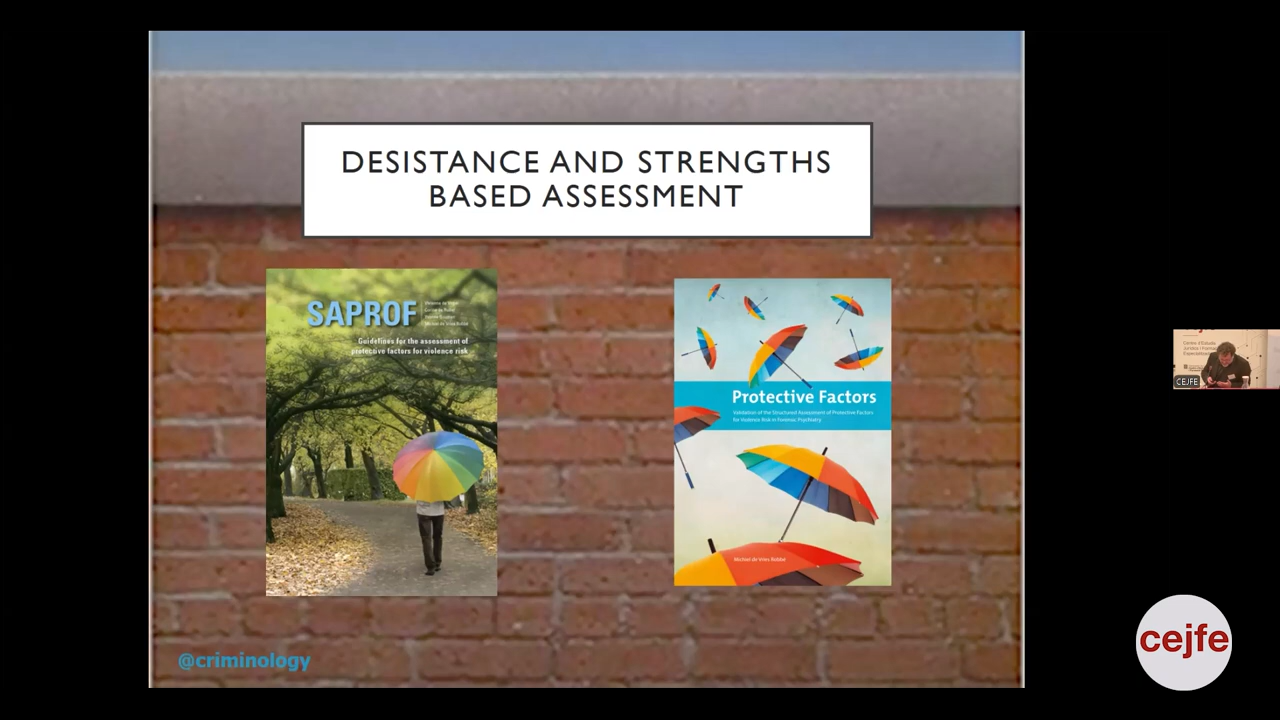 DESISTANCE AND STRENGTHS
BASED ASSESSMENT
SAPROF
Guidelines for the assessment of
protective factors for violence risk
Protective Factors
Validation of the Structured Assessment of Protective Factors
for Violence Risk in Forensic Psychiatry
Michiel de Vries Robbé
@criminology
CEJFE
cejfe